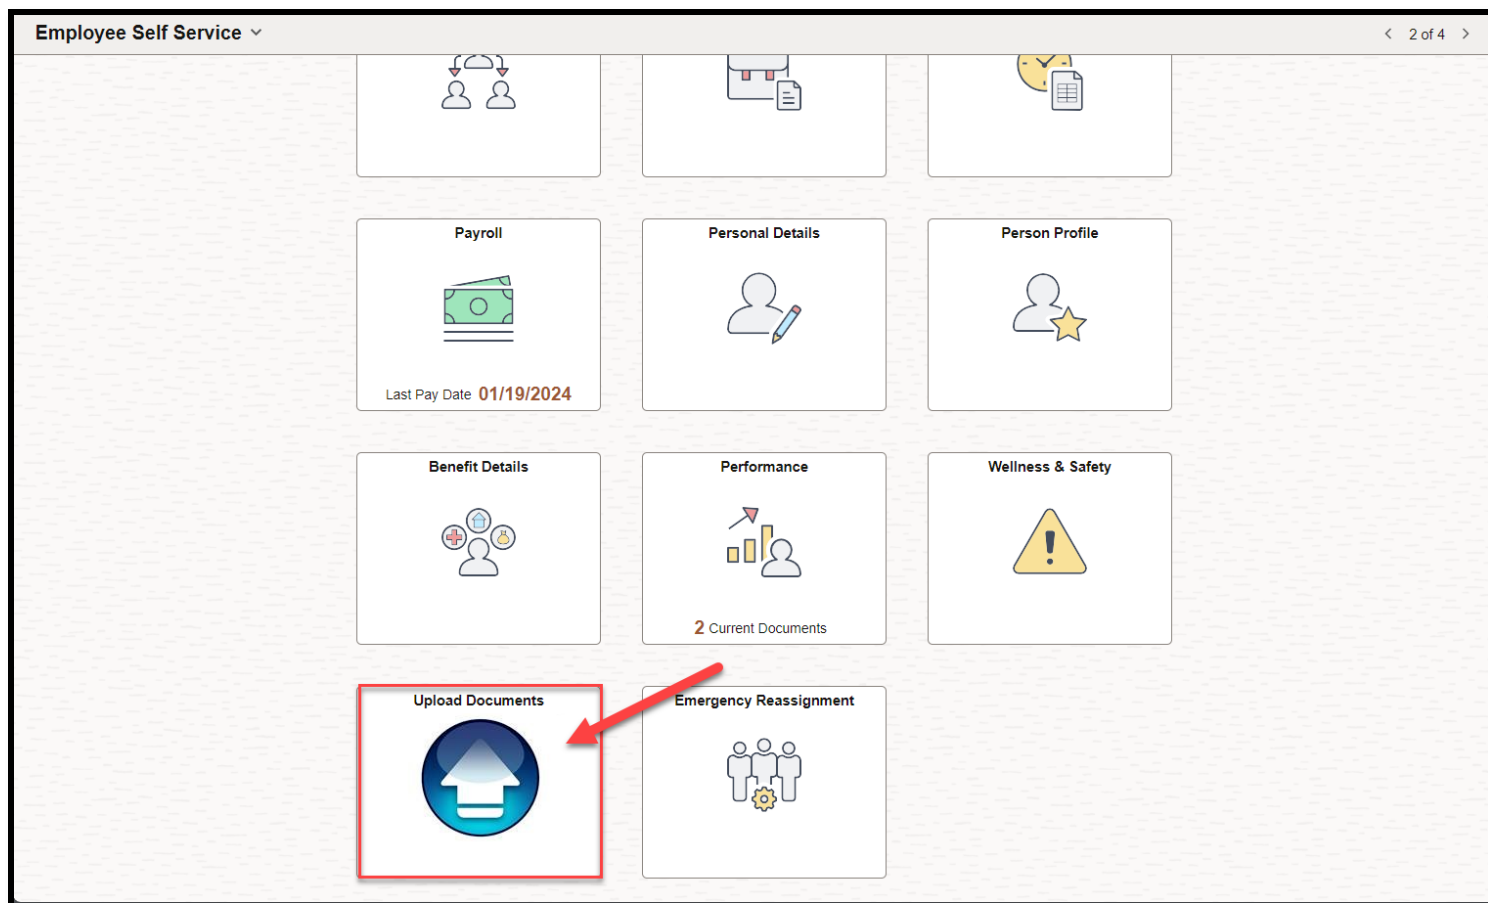 Employee Self Service
2 of 4
Payroll
Personal Details
Person Profile
Last Pay Date 01/19/2024
Benefit Details
Performance
Wellness & Safety
2 Current Documents
Upload Documents
Emergency Reassignment